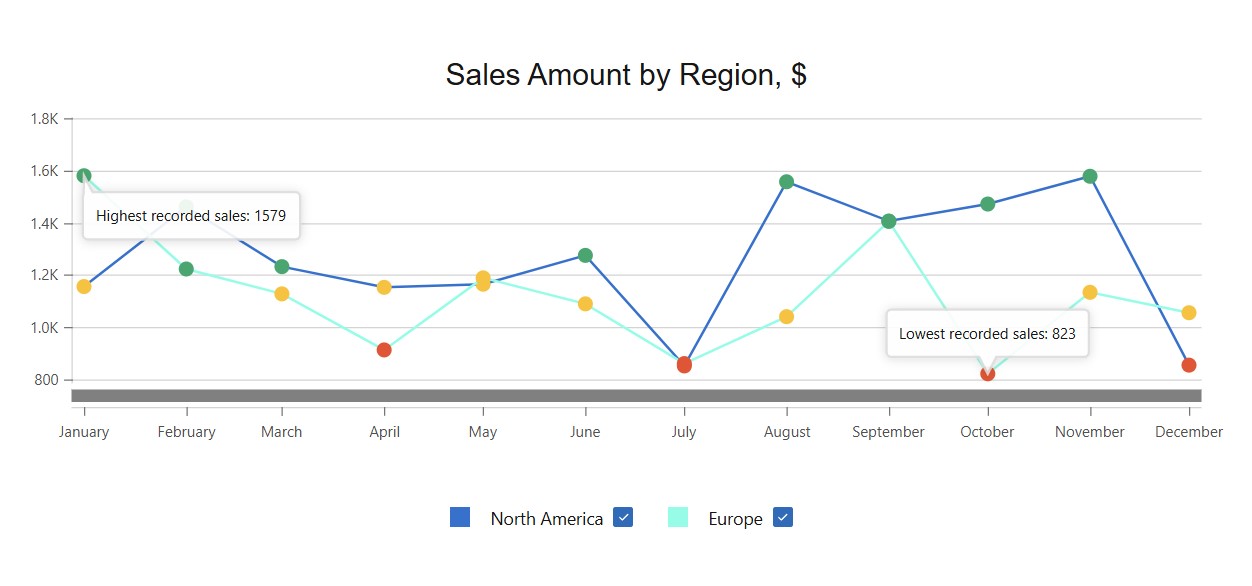 Sales Amount by Region, $
1.8K
1.6K
Highest recorded sales: 1579
1.4K
1.2K
1.0K
Lowest recorded sales: 823
800
January February March April May June July August September October November December
North America Europe